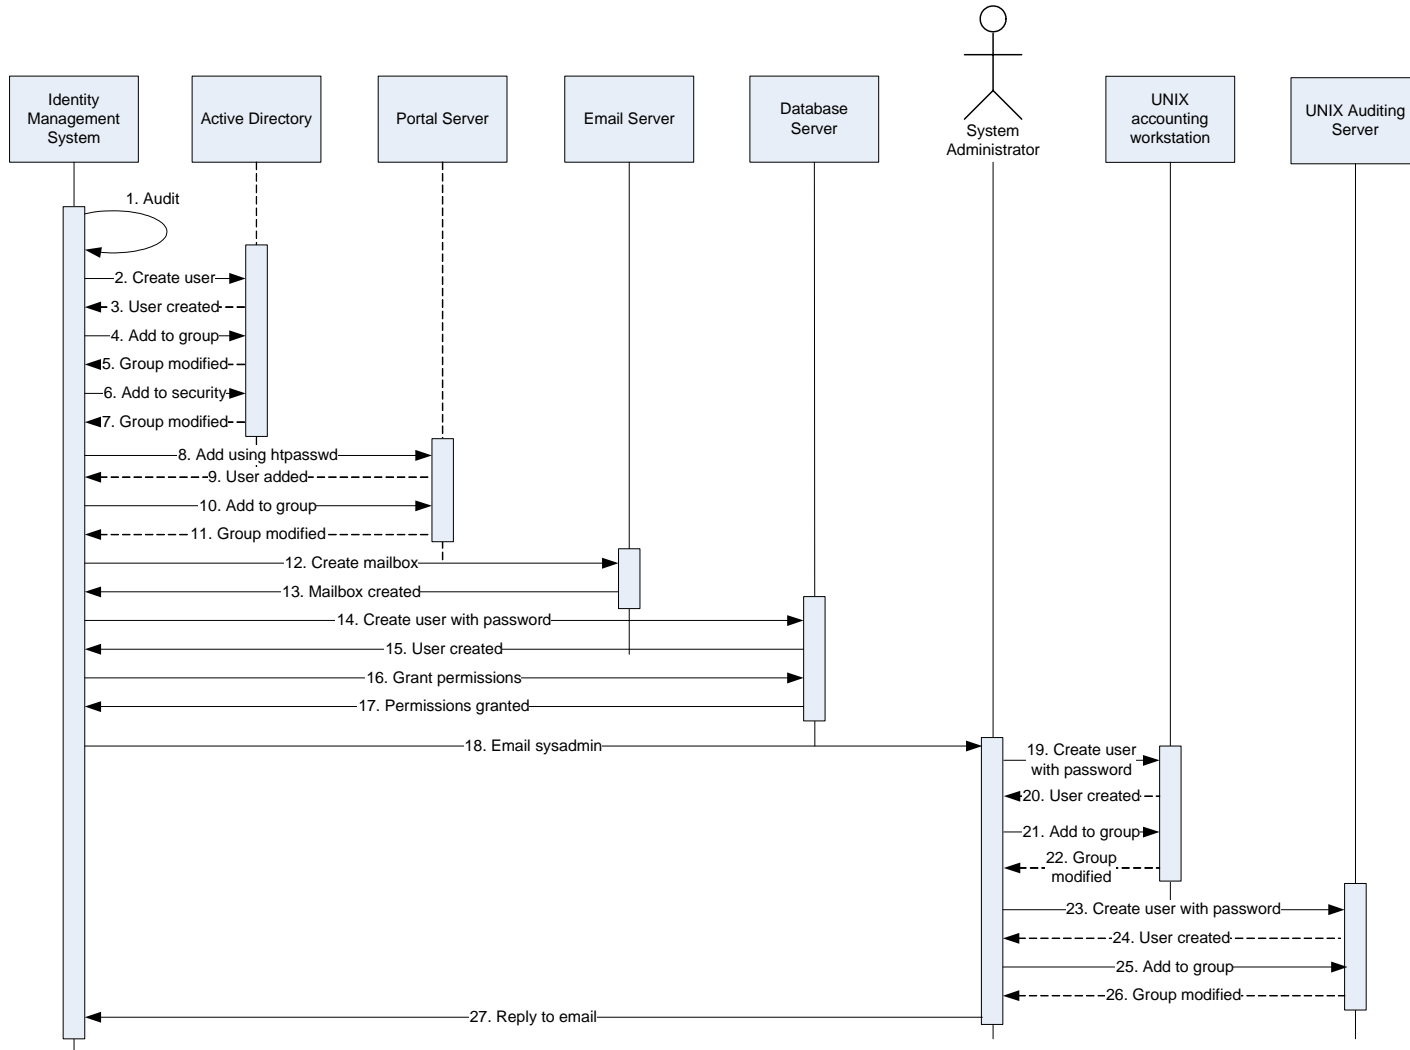 Identity
Management
System
Active Directory
Portal Server
Email Server
Database
Server
System
Administrator
UNIX
accounting
workstation
UNIX Auditing
Server
1. Audit
2. Create user
3. User created
4. Add to group
5. Group modified
6. Add to security
7. Group modified
8. Add using htpasswd
9. User added
10. Add to group
11. Group modified
12. Create mailbox
13. Mailbox created
14. Create user with password
15. User created
16. Grant permissions
17. Permissions granted
18. Email sysadmin
19. Create user
with password
20. User created
21. Add to group
22. Group
modified
23. Create user with password
24. User created
25. Add to group
26. Group modified
27. Reply to email